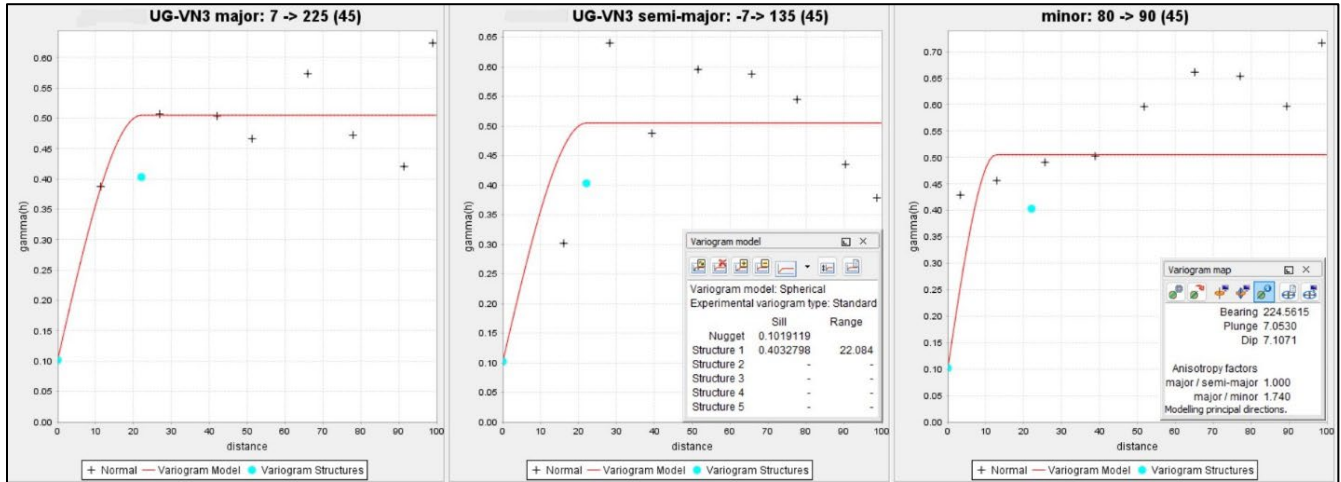 UG-VN3 major: 7 -> 225 (45)
0.60
0.55
0.50
0.45
0.40
0.35
0.30
0.25
0.20
0.15
0.10
0.05
0.00
gamma(h)
0 10 20 30 40 50 60 70 80 90 100
distance
Normal Variogram Model Variogram Structures
UG-VN3 semi-major: -7-> 135 (45)
0.65
0.60
0.55
0.50
0.45
0.40
0.35
0.30
0.25
0.20
0.15
0.10
0.05
0.00
gamma(h)
Variogram model
Variogram model: Spherical
Experimental variogram type: Standard
Sill Range
Nugget 0.1019119
Structure 1 0.4032798 22.084
Structure 2 - -
Structure 3 - -
Structure 4 - -
Structure 5 - -
0 10 20 30 40 50 60 70 80 90 100
distance
Normal Variogram Model Variogram Structures
minor: 80 -> 90 (45)
0.70
0.65
0.60
0.55
0.50
0.45
0.40
0.35
0.30
0.25
0.20
0.15
0.10
0.05
0.00
gamma(h)
Variogram map
Bearing 224.5615
Plunge 7.0530
Dip 7.1071
Anisotropy factors
major / semi-major 1.000
major / minor 1.740
Modelling principal directions.
0 10 20 30 40 50 60 70 80 90 100
distance
Normal Variogram Model Variogram Structures